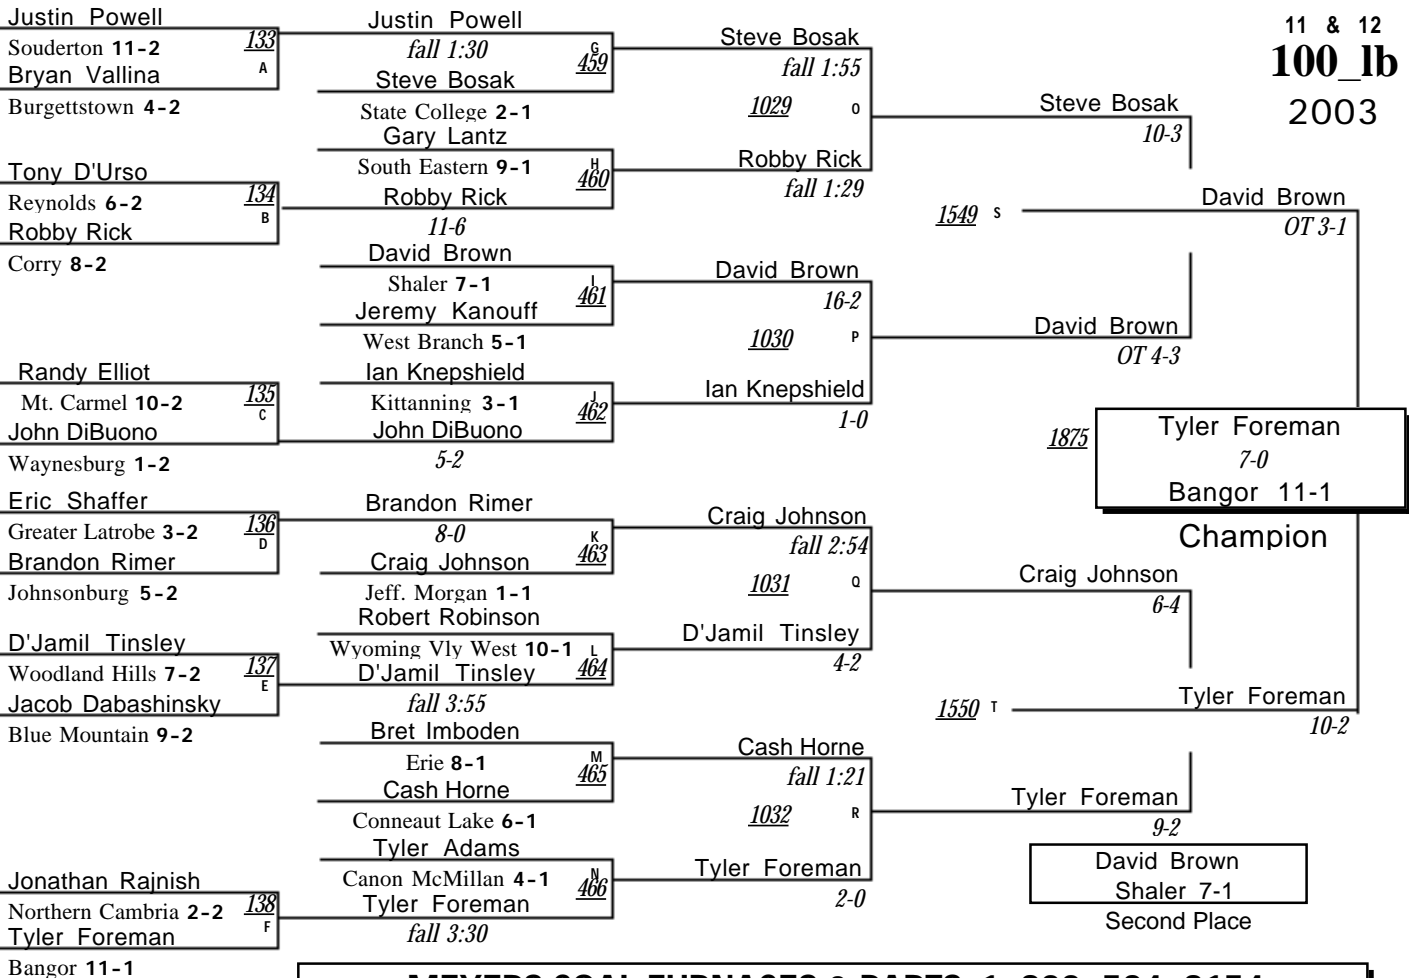 11 & 12
100_lb
2003
Justin Powell
Souderton 11-2
133
A
Bryan Vallina
Burgettstown 4-2
Tony D'Urso
Reynolds 6-2
134
B
Robby Rick
Corry 8-2
Randy Elliot
Mt. Carmel 10-2
135
C
John DiBuono
Waynesburg 1-2
Eric Shaffer
Greater Latrobe 3-2
136
D
Brandon Rimer
Johnsonburg 5-2
D'Jamil Tinsley
Woodland Hills 7-2
137
E
Jacob Dabashinsky
Blue Mountain 9-2
Jonathan Rajnish
Northern Cambria 2-2
138
F
Tyler Foreman
Bangor 11-1
Justin Powell
fall 1:30
G
459
Steve Bosak
State College 2-1
Gary Lantz
South Eastern 9-1
H
460
Robby Rick
11-6
David Brown
Shaler 7-1
I
461
Jeremy Kanouff
West Branch 5-1
Ian Knepshield
Kittanning 3-1
J
462
John DiBuono
5-2
Brandon Rimer
8-0
K
463
Craig Johnson
Jeff. Morgan 1-1
Robert Robinson
Wyoming Vly West 10-1
L
464
D'Jamil Tinsley
fall 3:55
Bret Imboden
Erie 8-1
M
465
Cash Horne
Conneaut Lake 6-1
Tyler Adams
Canon McMillan 4-1
N
466
Tyler Foreman
fall 3:30
Steve Bosak
fall 1:55
1029 O
Robby Rick
fall 1:29
David Brown
16-2
1030 P
Ian Knepshield
1-0
Craig Johnson
fall 2:54
1031 Q
D'Jamil Tinsley
4-2
Cash Horne
fall 1:21
1032 R
Tyler Foreman
2-0
Steve Bosak
10-3
1549 S
David Brown
OT 4-3
Craig Johnson
6-4
1550 T
Tyler Foreman
9-2
David Brown
OT 3-1
Tyler Foreman
10-2
1875
Tyler Foreman
7-0
Bangor 11-1
Champion
David Brown
Shaler 7-1
Second Place